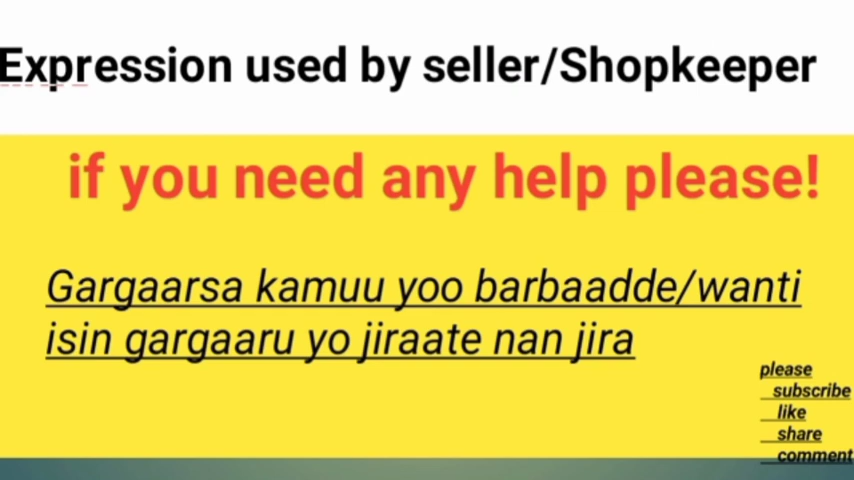 Expression used by seller/Shopkeeper
if you need any help please!
Gargaarsa kamuu yoo barbaadde/wanti
isin gargaaru yo jiraate nan jira
please
subscribe
like
share
comment